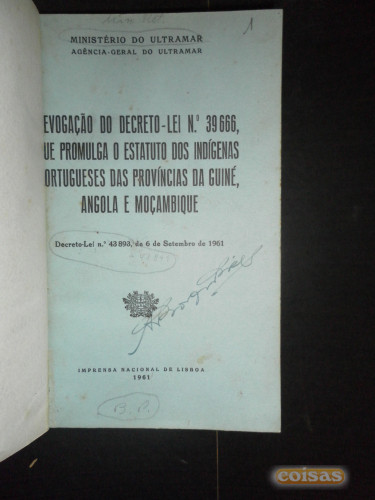 1
MINISTÉRIO DO ULTRAMAR
AGÊNCIA-GERAL DO ULTRAMAR
EVOGAÇÃO DO DECRETO-LEI N.º 39 666,
UE PROMULGA O ESTATUTO DOS INDÍGENAS
ORTUGUESES DAS PROVÍNCIAS DA GUINÉ,
ANGOLA E MOÇAMBIQUE
Decreto-Lei n.º 43 893, de 6 de Setembro de 1961
IMPRENSA NACIONAL DE LISBOA
1961
coisas